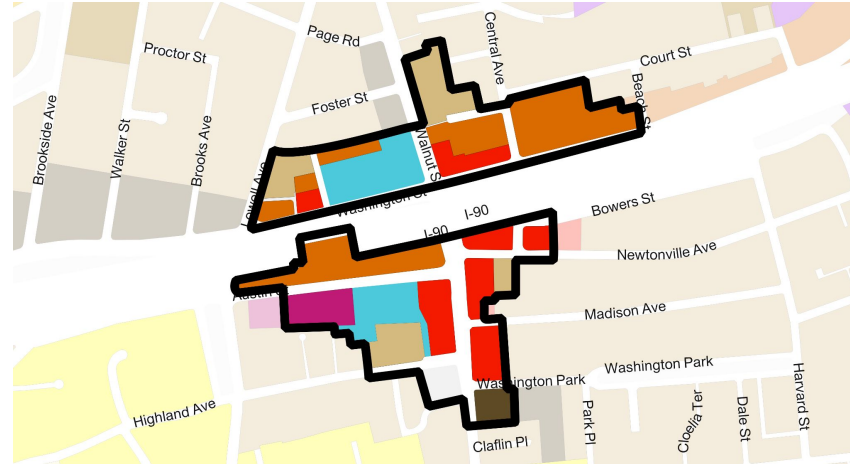 Page Rd
Central Ave
Proctor St
Court St
Foster St
Beach St
Brookside Ave
Walker St
Brooks Ave
Walnut S
Lowell Ave
Washington St
I-90
I-90
Bowers St
Newtonville Ave
Austin St
Madison Ave
Washington Park
Washington Park
Highland Ave
Harvard St
Park Pl
Cloelia Ter
Dale St
Claflin Pl